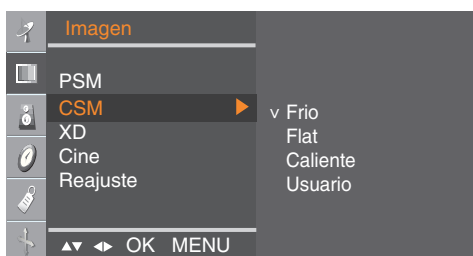 Imagen
PSM
CSM
XD
Cine
Reajuste
v Frio
Flat
Caliente
Usuario
OK MENU